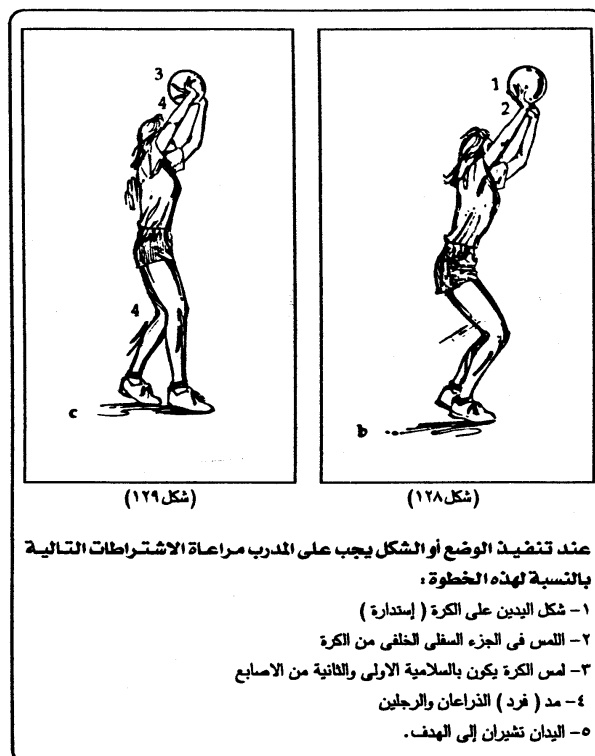 1
2
b
(شكل ١٢٨)
3
4
4
c
(شكل ١٢٩)
عند تنفيذ الوضع أو الشكل يجب على المدرب مراعاة الاشتراطات التالية
بالنسبة لهذه الخطوة :
١- شكل اليدين على الكرة ( إستدارة )
٢- اللمس فى الجزء السفلى الخلفى من الكرة
٣- لمس الكرة يكون بالسلامية الاولى والثانية من الاصابع
٤- مد ( فرد ) الذراعان والرجلين
٥- اليدان تشيران إلى الهدف.